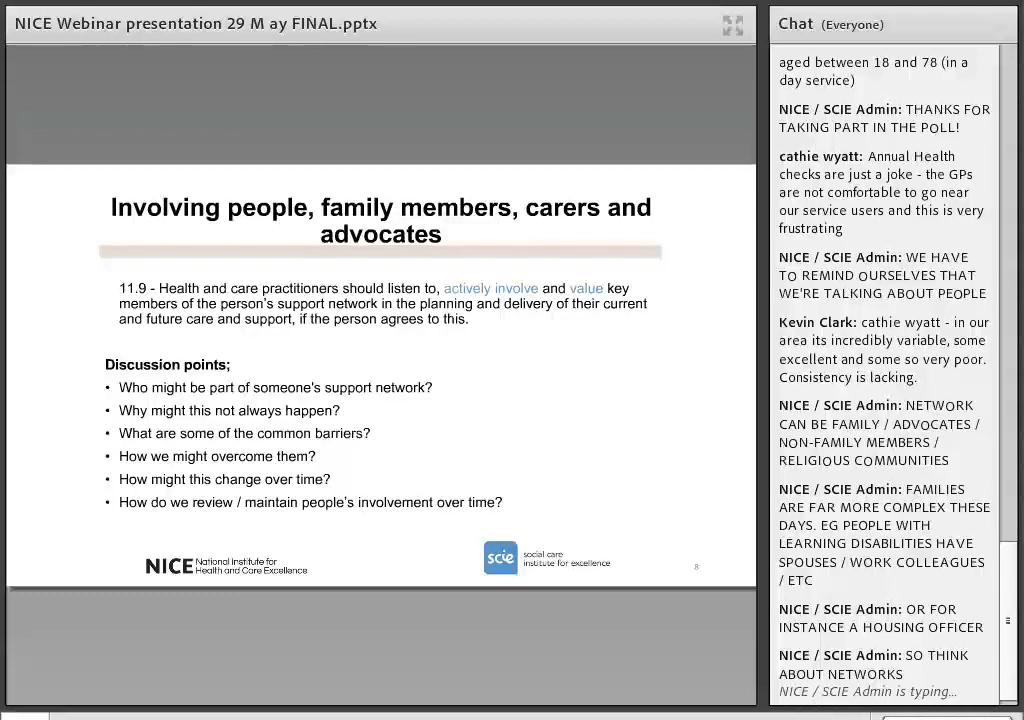 NICE Webinar presentation 29 M ay FINAL.pptx
Involving people, family members, carers and
advocates
11.9 - Health and care practitioners should listen to, actively involve and value key
members of the person's support network in the planning and delivery of their current
and future care and support, if the person agrees to this.
Discussion points;
• Who might be part of someone's support network?
• Why might this not always happen?
• What are some of the common barriers?
• How we might overcome them?
• How might this change over time?
• How do we review / maintain people's involvement over time?
NICE National Institute for
Health and Care Excellence
scie social care
institute for excellence
8
Chat (Everyone)
aged between 18 and 78 (in a
day service)
NICE / SCIE Admin: THANKS FOR
TAKING PART IN THE POLL!
cathie wyatt: Annual Health
checks are just a joke - the GPs
are not comfortable to go near
our service users and this is very
frustrating
NICE / SCIE Admin: WE HAVE
TO REMIND OURSELVES THAT
WE'RE TALKING ABOUT PEOPLE
Kevin Clark: cathie wyatt - in our
area its incredibly variable, some
excellent and some so very poor.
Consistency is lacking.
NICE / SCIE Admin: NETWORK
CAN BE FAMILY / ADVOCATES /
NON-FAMILY MEMBERS /
RELIGIOUS COMMUNITIES
NICE / SCIE Admin: FAMILIES
ARE FAR MORE COMPLEX THESE
DAYS. EG PEOPLE WITH
LEARNING DISABILITIES HAVE
SPOUSES / WORK COLLEAGUES
/ ETC
NICE / SCIE Admin: OR FOR
INSTANCE A HOUSING OFFICER
NICE / SCIE Admin: SO THINK
ABOUT NETWORKS
NICE / SCIE Admin is typing...